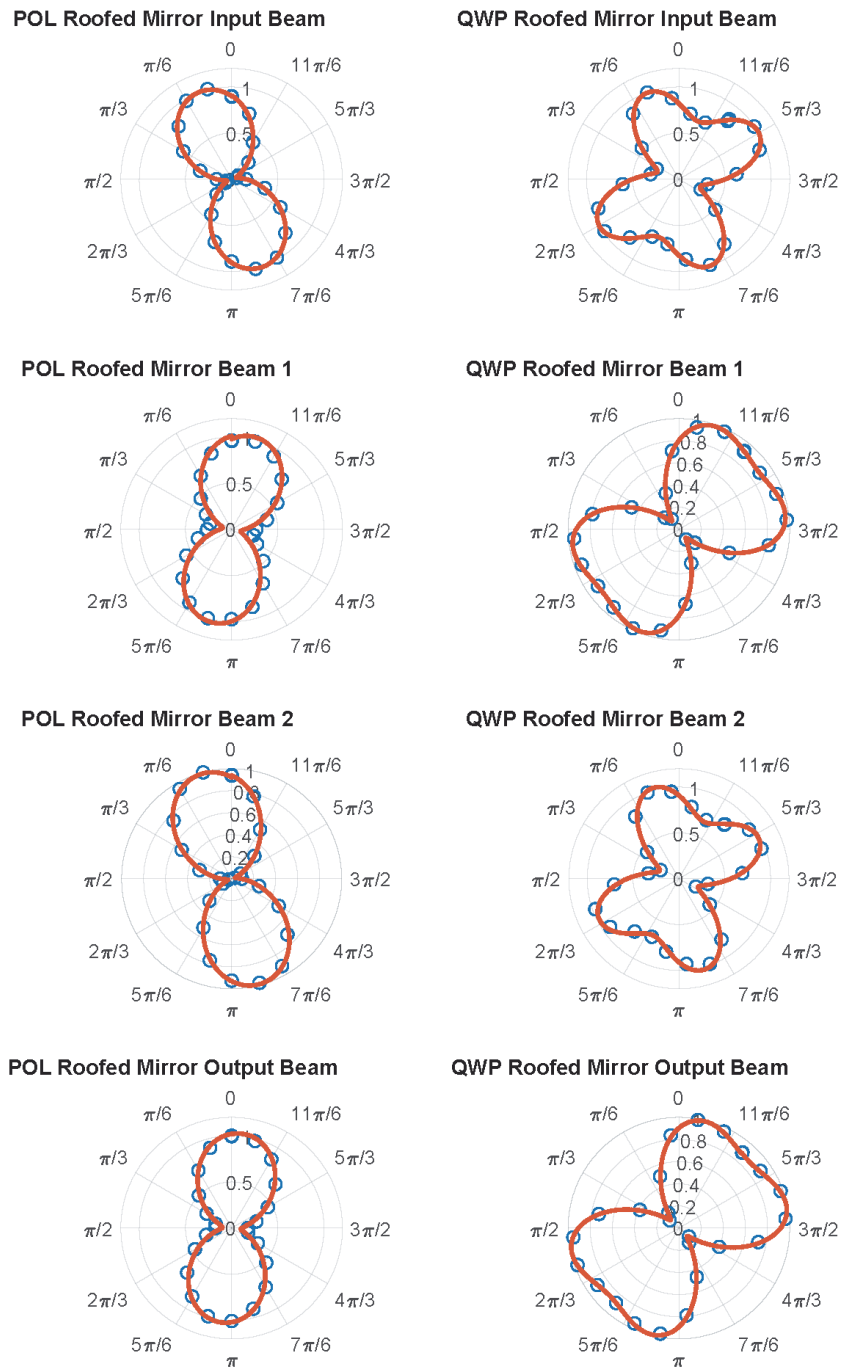 POL Roofed Mirror Input Beam
0
π/6
11π/6
π/3
5π/3
1
0.5
π/2
0
3π/2
2π/3
4π/3
5π/6
7π/6
π
QWP Roofed Mirror Input Beam
0
π/6
11π/6
π/3
5π/3
1
0.5
π/2
0
3π/2
2π/3
4π/3
5π/6
7π/6
π
POL Roofed Mirror Beam 1
0
π/6
11π/6
π/3
5π/3
1
0.5
π/2
0
3π/2
2π/3
4π/3
5π/6
7π/6
π
QWP Roofed Mirror Beam 1
0
π/6
11π/6
π/3
5π/3
1
0.8
0.6
0.4
0.2
π/2
0
3π/2
2π/3
4π/3
5π/6
7π/6
π
POL Roofed Mirror Beam 2
0
π/6
11π/6
π/3
5π/3
1
0.8
0.6
0.4
0.2
π/2
0
3π/2
2π/3
4π/3
5π/6
7π/6
π
QWP Roofed Mirror Beam 2
0
π/6
11π/6
π/3
5π/3
1
0.5
π/2
0
3π/2
2π/3
4π/3
5π/6
7π/6
π
POL Roofed Mirror Output Beam
0
π/6
11π/6
π/3
5π/3
1
0.5
π/2
0
3π/2
2π/3
4π/3
5π/6
7π/6
π
QWP Roofed Mirror Output Beam
0
π/6
11π/6
π/3
5π/3
0.8
0.6
0.4
0.2
π/2
0
3π/2
2π/3
4π/3
5π/6
7π/6
π